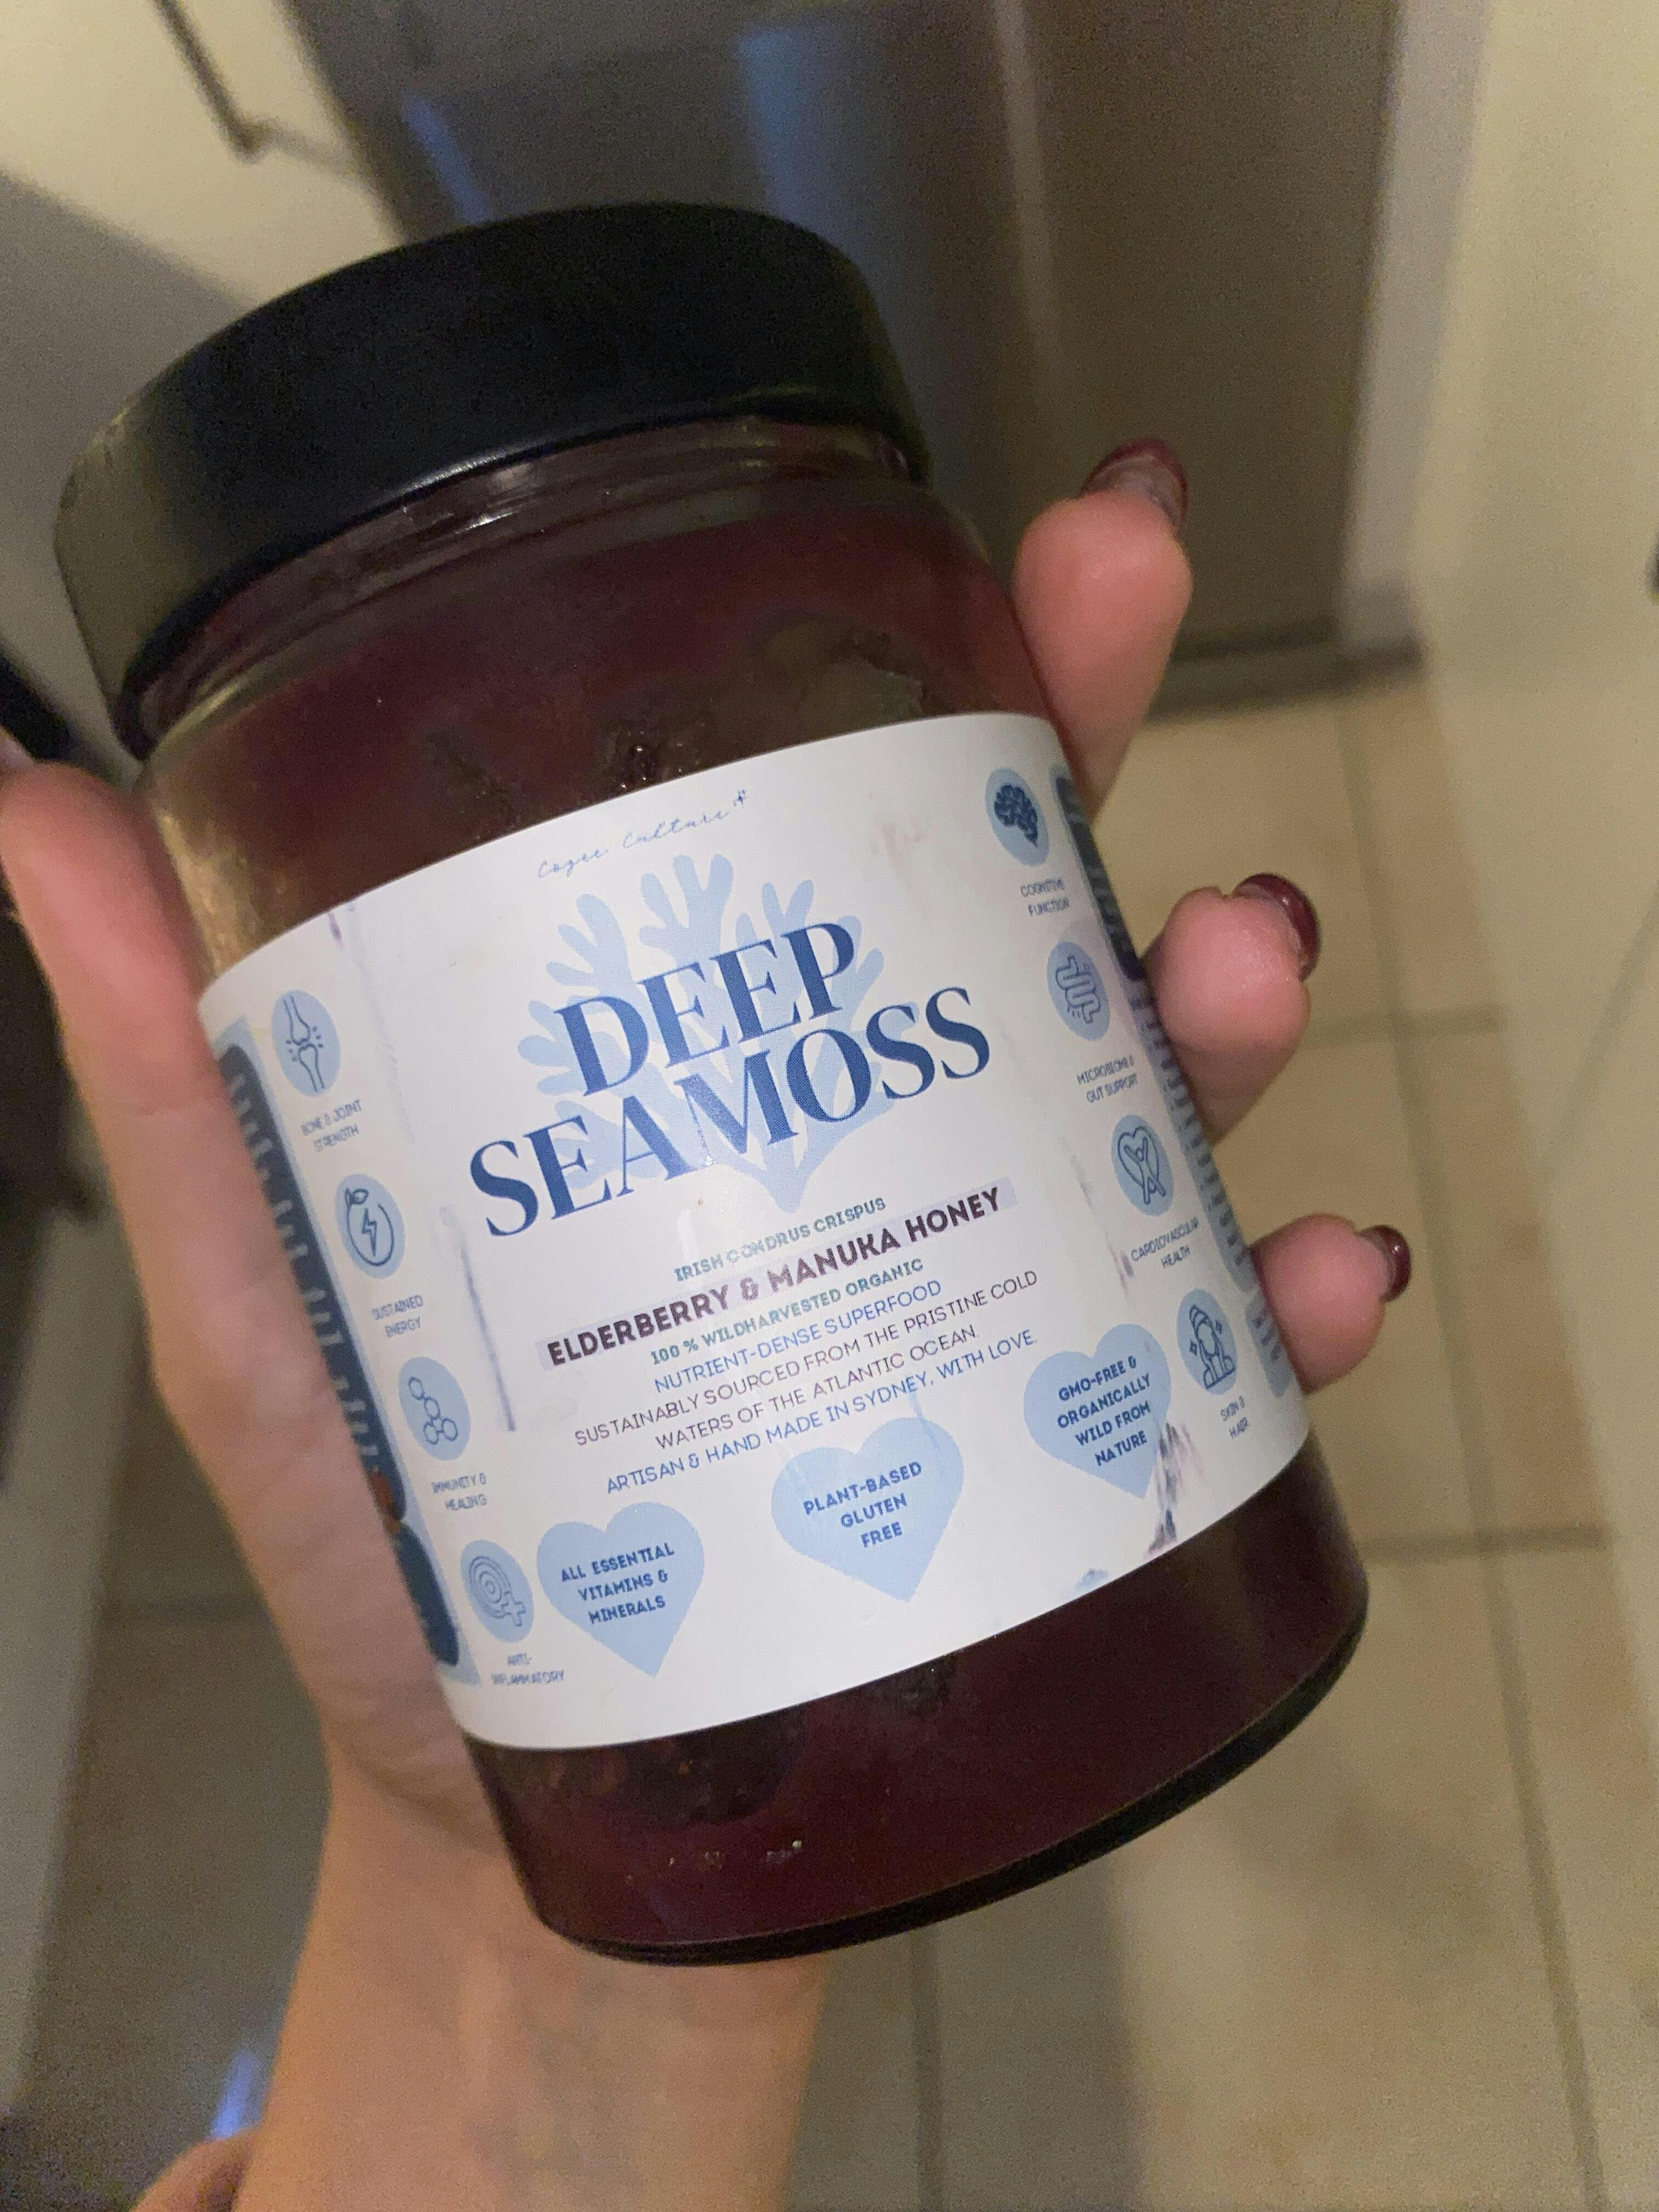 Cogee Culture
DEEP
SEAMOSS
IRISH CONDRUS CRISPUS
ELDERBERRY & MANUKA HONEY
100 % WILDHARVESTED ORGANIC
NUTRIENT-DENSE SUPERFOOD
SUSTAINABLY SOURCED FROM THE PRISTINE COLD
WATERS OF THE ATLANTIC OCEAN.
ARTISAN & HAND MADE IN SYDNEY, WITH LOVE.
ALL ESSENTIAL
VITAMINS &
MINERALS
PLANT-BASED
GLUTEN
FREE
GMO-FREE &
ORGANICALLY
WILD FROM
NATURE
BONE & JOINT
STRENGTH
SUSTAINED
ENERGY
IMMUNITY &
HEALING
ANTI-
INFLAMMATORY
COGNITIVE
FUNCTION
MICROBIOME &
GUT SUPPORT
CARDIOVASCULAR
HEALTH
SKIN &
HAIR